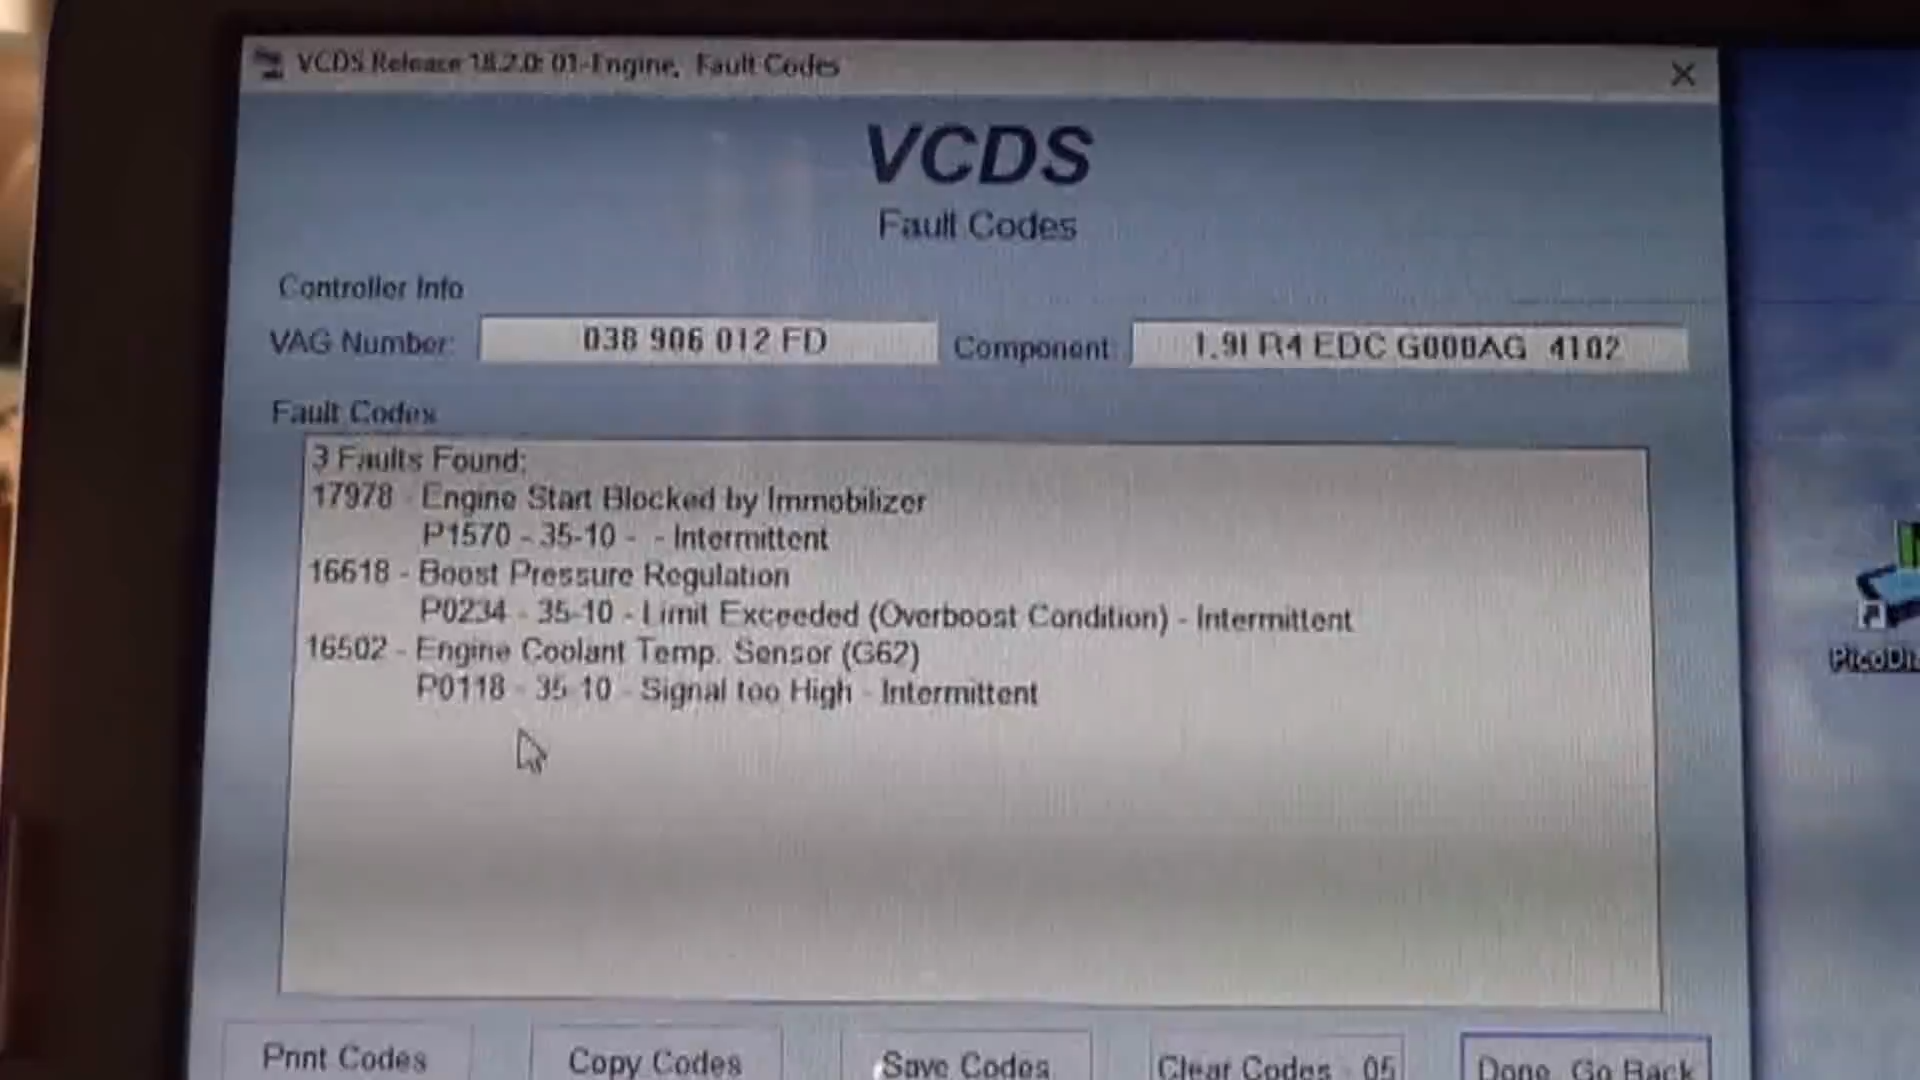 VCDS Release 18.2.0: 01-Engine, Fault Codes
VCDS
Fault Codes
Controller Info
VAG Number: 038 906 012 FD Component: 1.9l R4 EDC G000AG 4102
Fault Codes
3 Faults Found:
17978 - Engine Start Blocked by Immobilizer
P1570 - 35-10 - - Intermittent
16618 - Boost Pressure Regulation
P0234 - 35-10 - Limit Exceeded (Overboost Condition) - Intermittent
16502 - Engine Coolant Temp. Sensor (G62)
P0118 - 35-10 - Signal too High - Intermittent
Print Codes Copy Codes Save Codes Clear Codes - 05 Done, Go Back